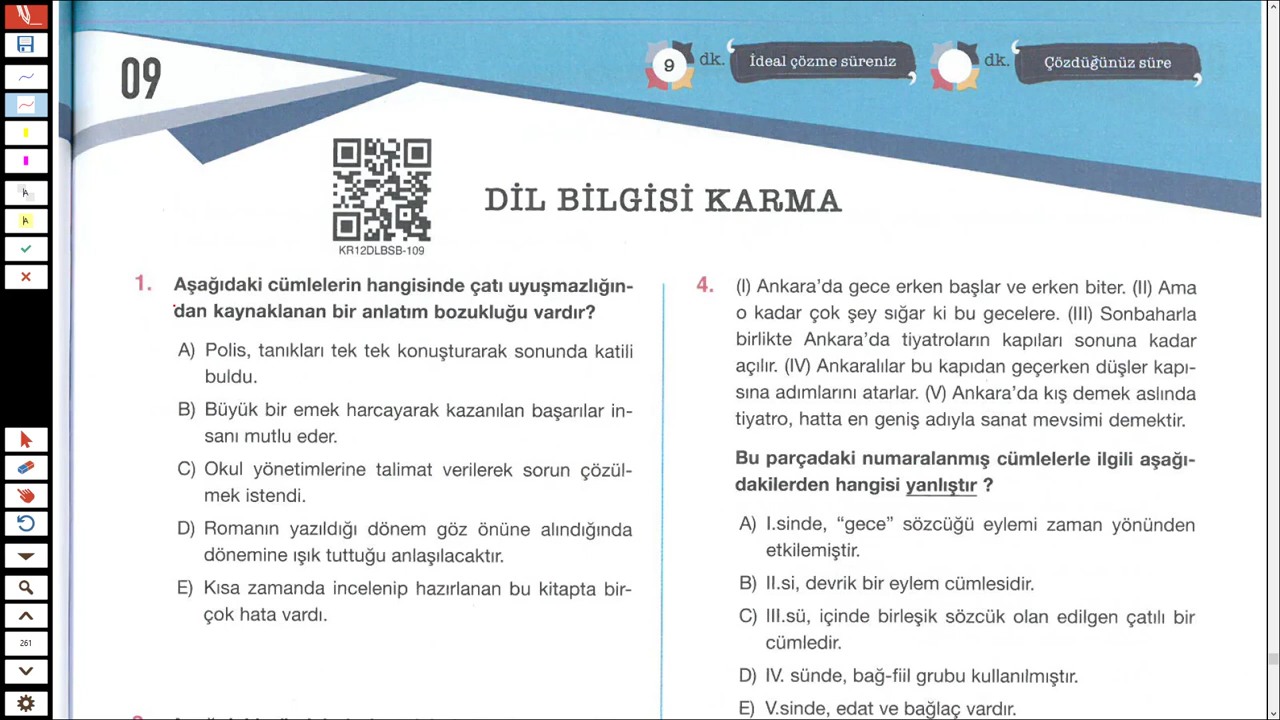 09
9 dk. İdeal çözme süreniz
dk. Çözdüğünüz süre
KR12DLBSB-109
DİL BİLGİSİ KARMA
1. Aşağıdaki cümlelerin hangisinde çatı uyuşmazlığın-
dan kaynaklanan bir anlatım bozukluğu vardır?
A) Polis, tanıkları tek tek konuşturarak sonunda katili
buldu.
B) Büyük bir emek harcayarak kazanılan başarılar in-
sanı mutlu eder.
C) Okul yönetimlerine talimat verilerek sorun çözül-
mek istendi.
D) Romanın yazıldığı dönem göz önüne alındığında
dönemine ışık tuttuğu anlaşılacaktır.
E) Kısa zamanda incelenip hazırlanan bu kitapta bir-
çok hata vardı.
4. (I) Ankara’da gece erken başlar ve erken biter. (II) Ama
o kadar çok şey sığar ki bu gecelere. (III) Sonbaharla
birlikte Ankara’da tiyatroların kapıları sonuna kadar
açılır. (IV) Ankaralılar bu kapıdan geçerken düşler kapı-
sına adımlarını atarlar. (V) Ankara’da kış demek aslında
tiyatro, hatta en geniş adıyla sanat mevsimi demektir.
Bu parçadaki numaralanmış cümlelerle ilgili aşağı-
dakilerden hangisi yanlıştır ?
A) I.sinde, “gece” sözcüğü eylemi zaman yönünden
etkilemiştir.
B) II.si, devrik bir eylem cümlesidir.
C) III.sü, içinde birleşik sözcük olan edilgen çatılı bir
cümledir.
D) IV. sünde, bağ-fiil grubu kullanılmıştır.
E) V.sinde, edat ve bağlaç vardır.
261